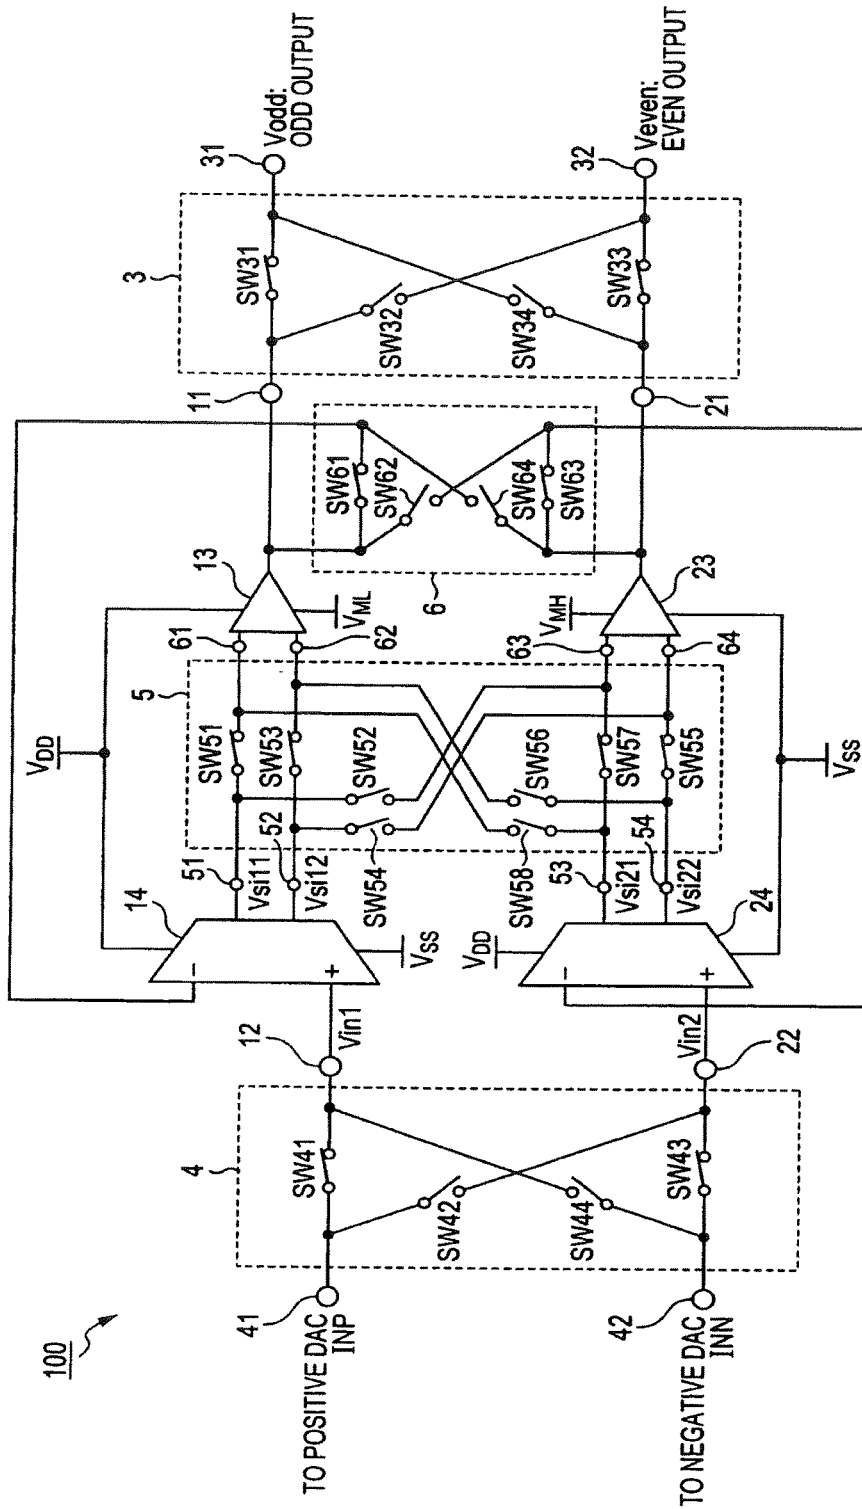 100
TO POSITIVE DAC
INP
41
4
SW41
SW42
SW44
SW43
TO NEGATIVE DAC
INN
42
12
Vin1
22
Vin2
14
-
+
VSS
VDD
24
-
+
VDD
51
Vsi11
52
Vsi12
53
Vsi21
54
Vsi22
5
SW51
SW53
SW52
SW54
SW56
SW58
SW57
SW55
VSS
61
62
63
64
13
VML
VMH
23
6
SW61
SW62
SW64
SW63
11
21
3
SW31
SW32
SW34
SW33
31
Vodd:
ODD OUTPUT
32
Veven:
EVEN OUTPUT